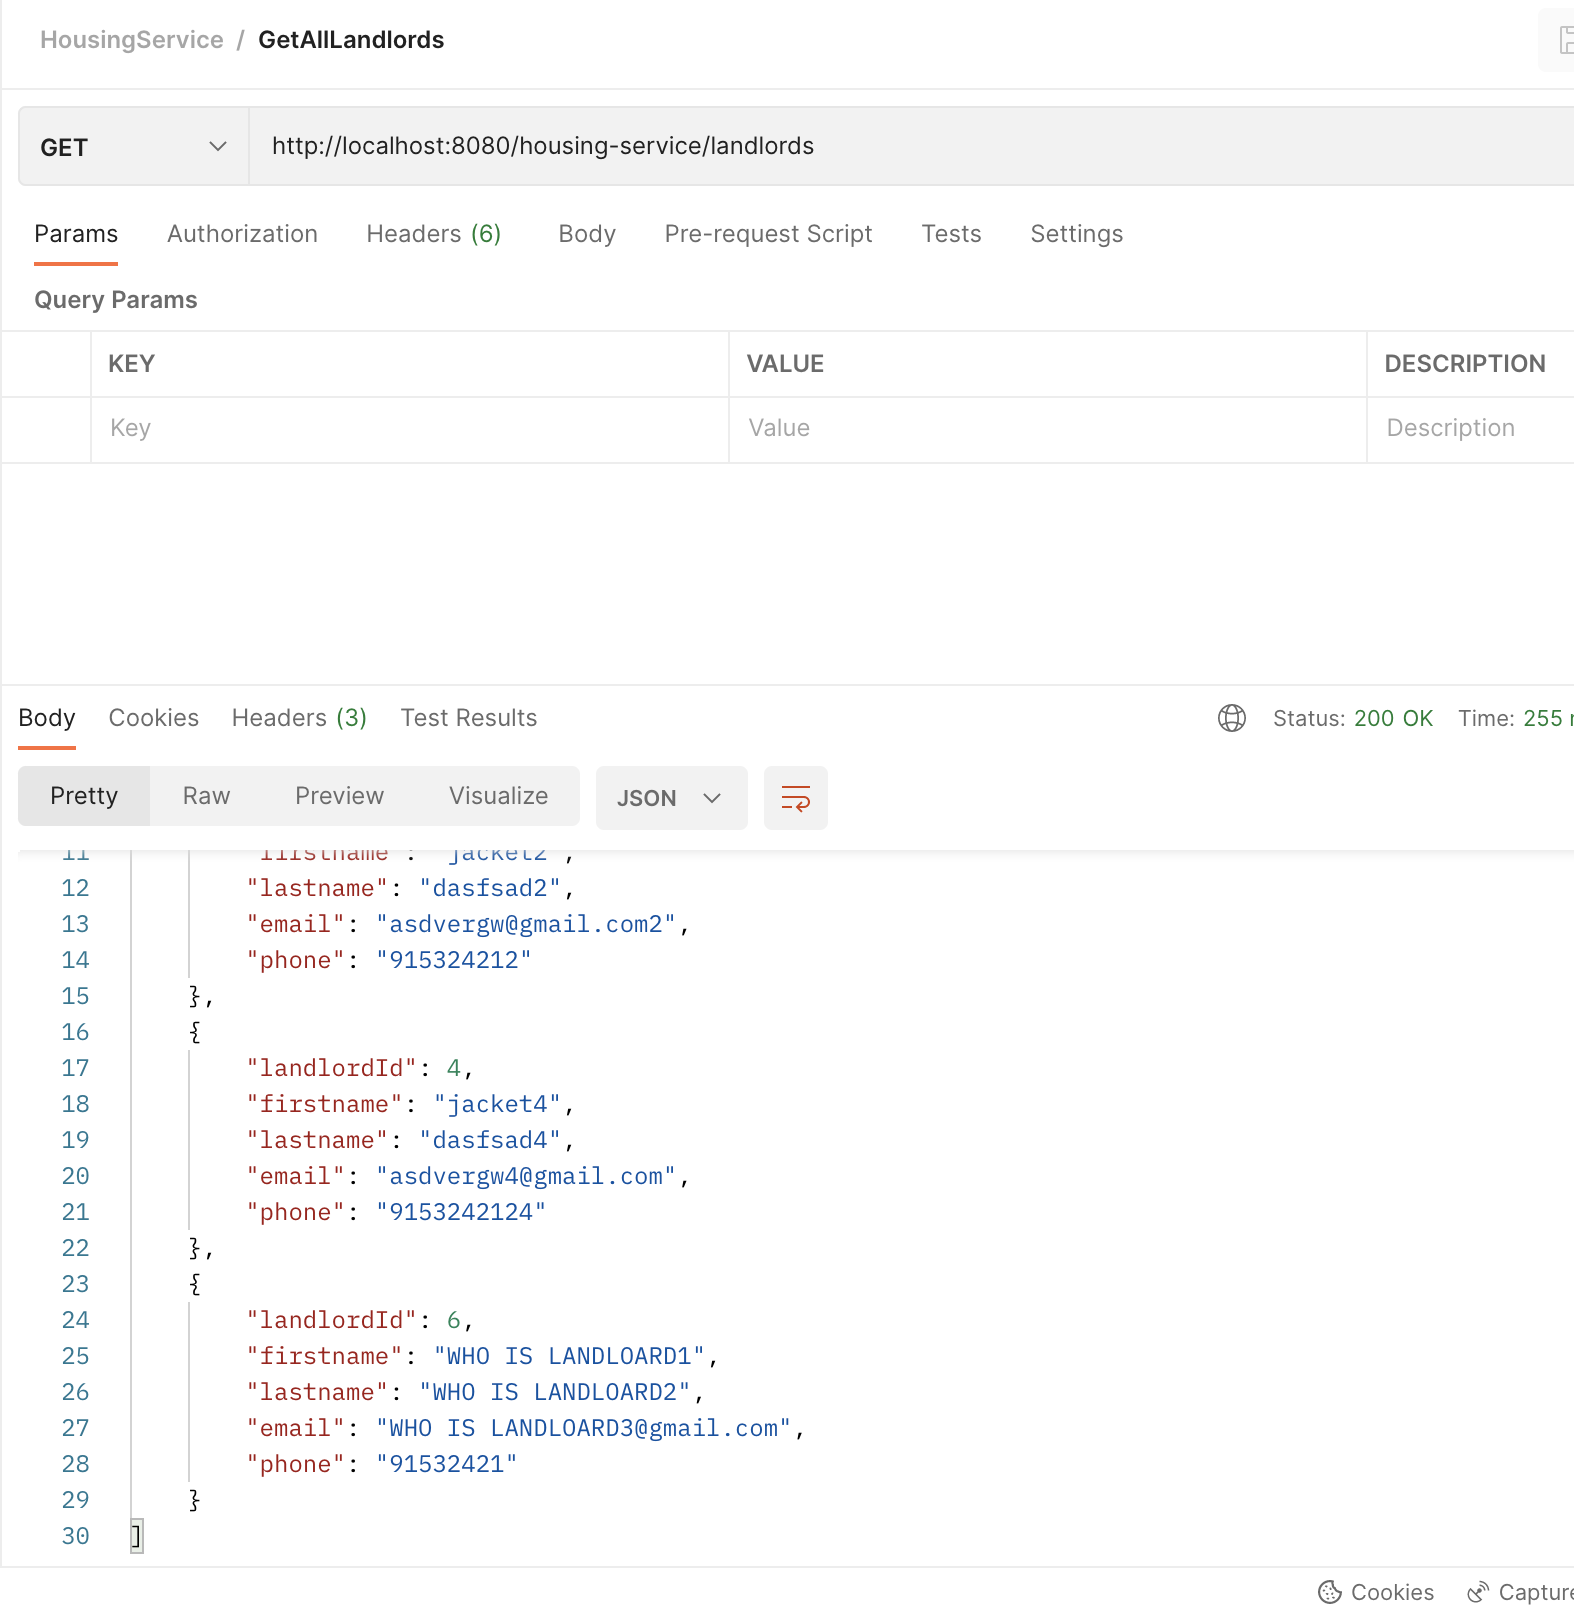 HousingService / GetAllLandlords
GET http://localhost:8080/housing-service/landlords
Params Authorization Headers (6) Body Pre-request Script Tests Settings
Query Params
KEY VALUE DESCRIPTION
Key Value Description
Body Cookies Headers (3) Test Results Status: 200 OK Time: 255
Pretty Raw Preview Visualize JSON
11 "firstname": "jacket2",
12 "lastname": "dasfsad2",
13 "email": "asdvergw@gmail.com2",
14 "phone": "915324212"
15 },
16 {
17 "landlordId": 4,
18 "firstname": "jacket4",
19 "lastname": "dasfsad4",
20 "email": "asdvergw4@gmail.com",
21 "phone": "9153242124"
22 },
23 {
24 "landlordId": 6,
25 "firstname": "WHO IS LANDLOARD1",
26 "lastname": "WHO IS LANDLOARD2",
27 "email": "WHO IS LANDLOARD3@gmail.com",
28 "phone": "91532421"
29 }
30 ]
Cookies Capture